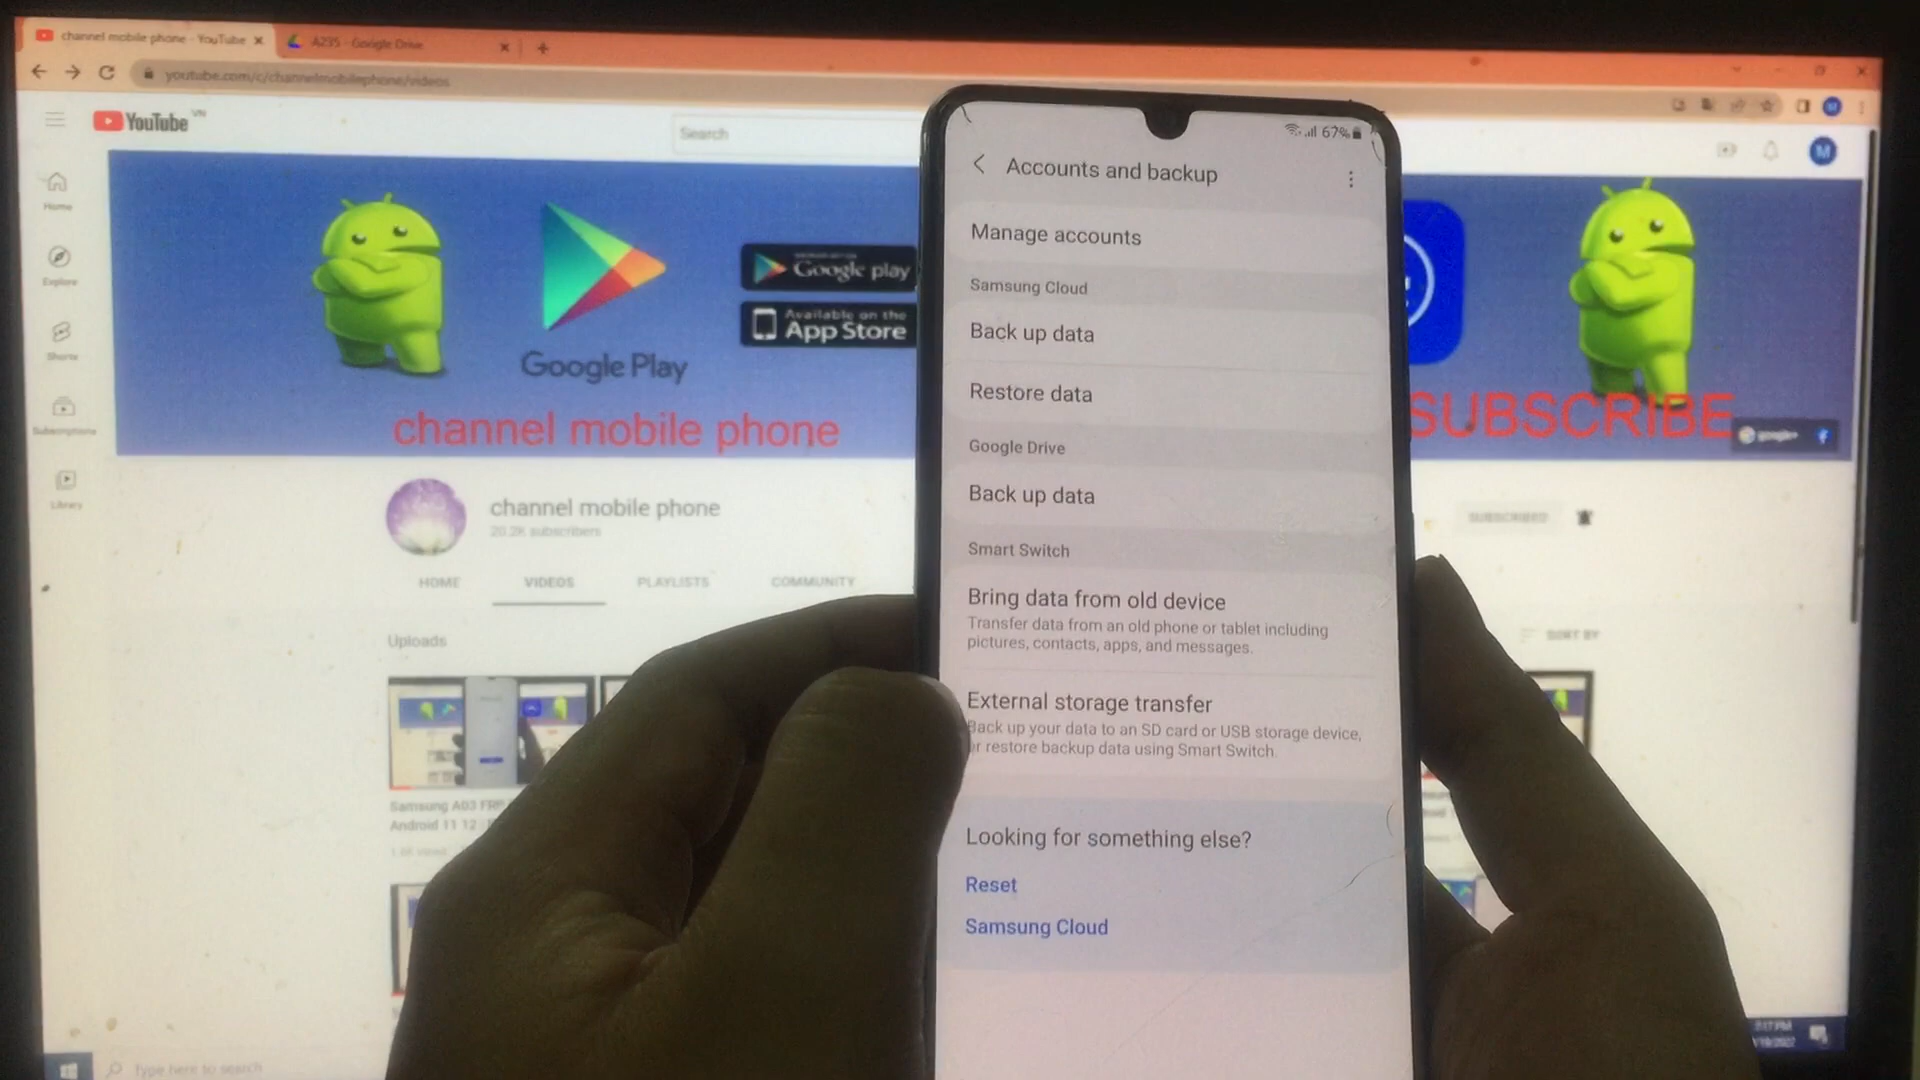 channel mobile phone - YouTube
A235 - Google Drive
youtube.com/c/channelmobilephone/videos
YouTube VN
Search
Home
Explore
Shorts
Subscriptions
Library
Google play
Available on the
App Store
Google Play
channel mobile phone
SUBSCRIBE
google+
channel mobile phone
20.2K subscribers
SUBSCRIBED
HOME
VIDEOS
PLAYLISTS
COMMUNITY
Uploads
SORT BY
Samsung A03 FRP
Android 11 12
Type here to search
M
67%
Accounts and backup
Manage accounts
Samsung Cloud
Back up data
Restore data
Google Drive
Back up data
Smart Switch
Bring data from old device
Transfer data from an old phone or tablet including
pictures, contacts, apps, and messages.
External storage transfer
Back up your data to an SD card or USB storage device,
or restore backup data using Smart Switch.
Looking for something else?
Reset
Samsung Cloud